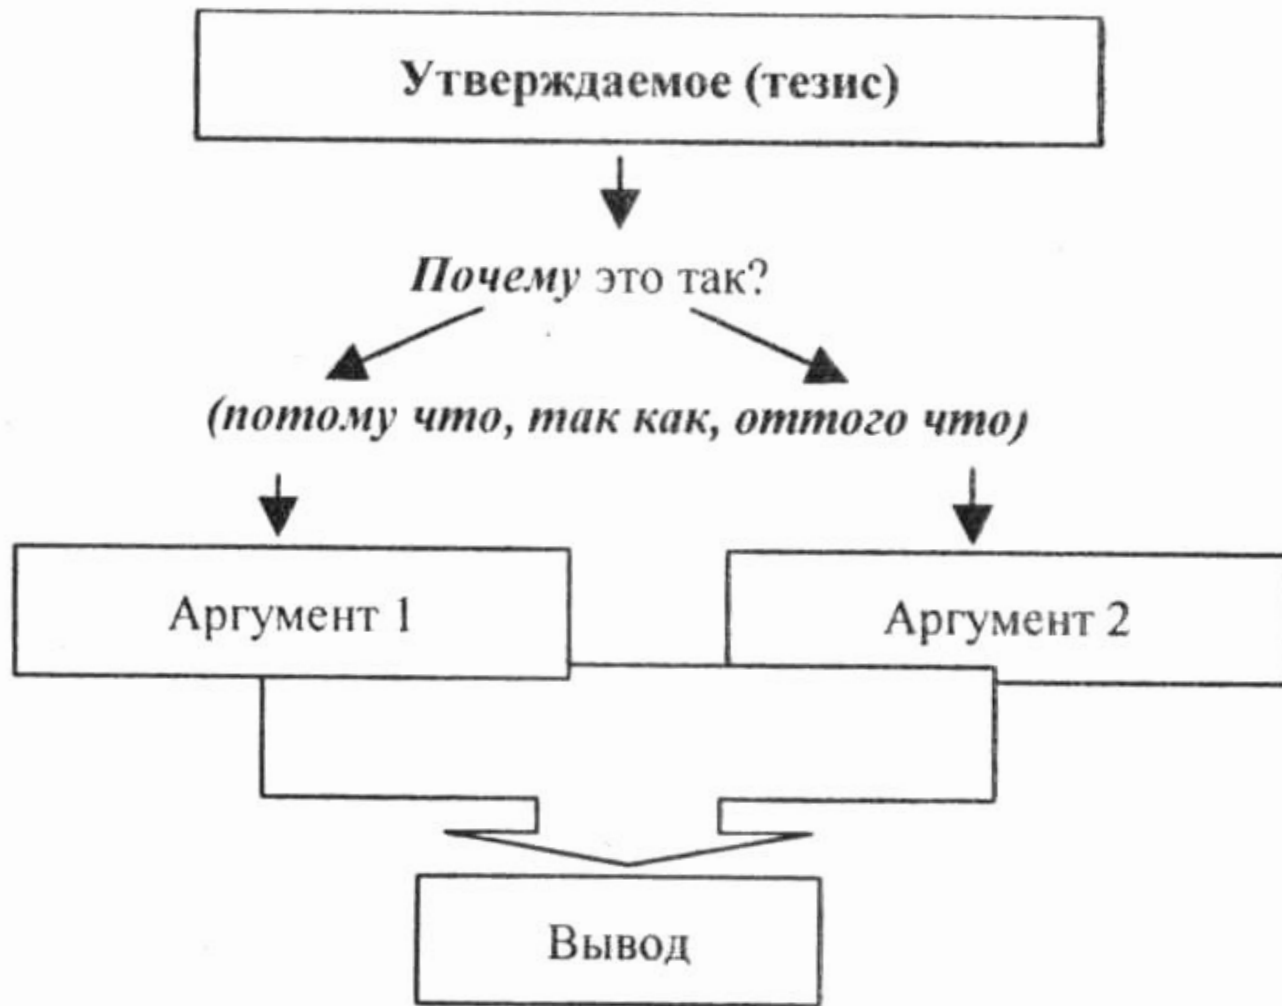 Утверждаемое (тезис)
Почему это так?
(потому что, так как, оттого что)
Аргумент 1
Аргумент 2
Вывод